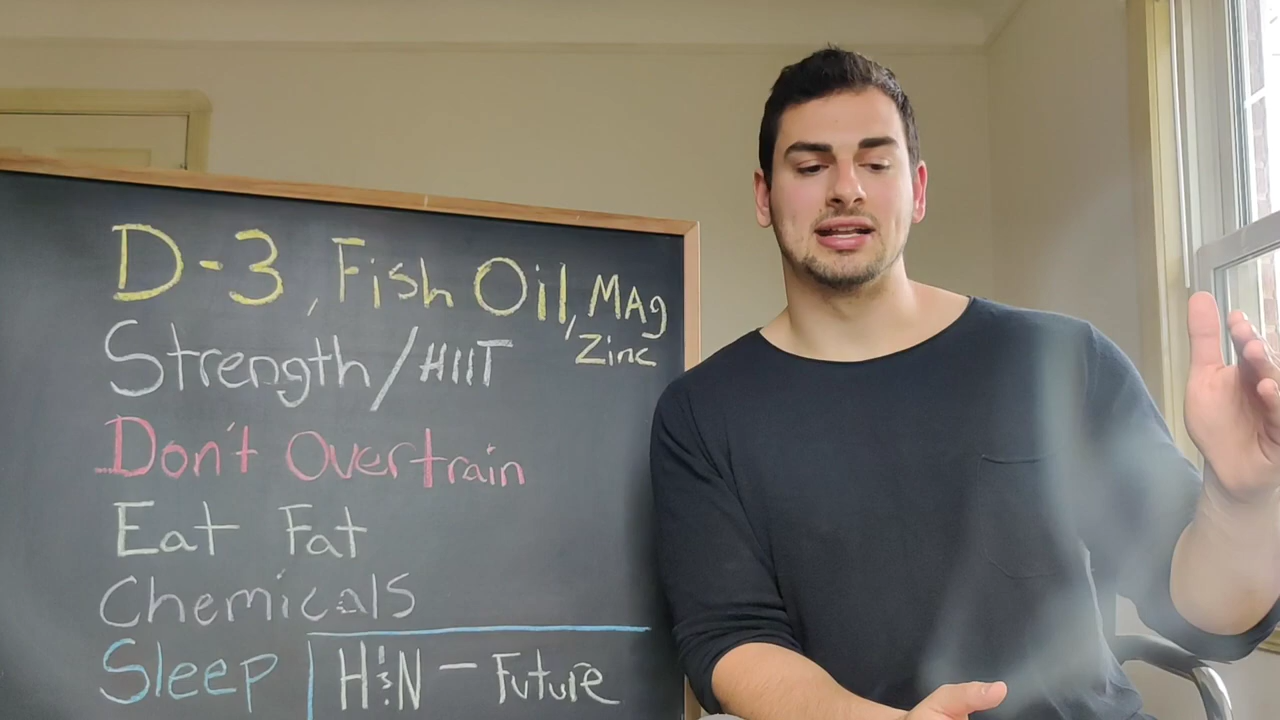 D-3, Fish Oil, MAg
Zinc
Strength/HIIT
Don't Overtrain
Eat Fat
Chemicals
Sleep
H!:N — Future